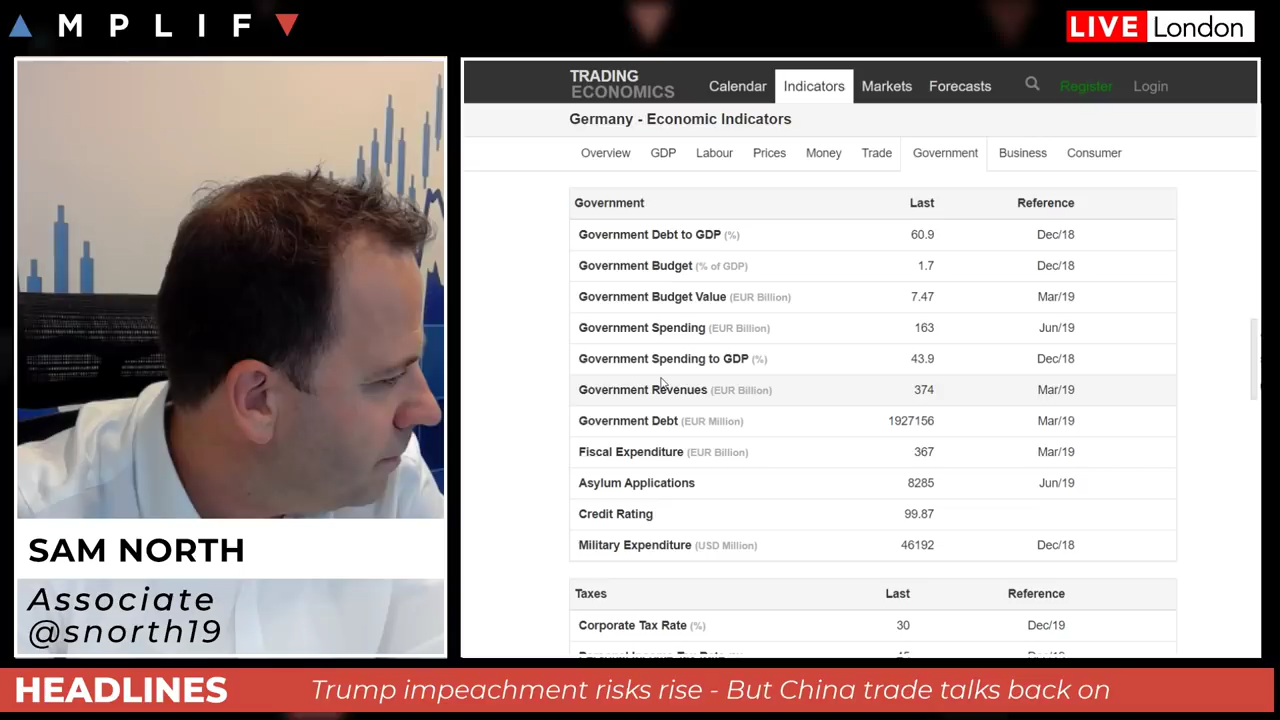 MPLIF
LIVE London
TRADING
ECONOMICS
Calendar Indicators Markets Forecasts Register Login
Germany - Economic Indicators
Overview GDP Labour Prices Money Trade Government Business Consumer
Government Last Reference
Government Debt to GDP (%) 60.9 Dec/18
Government Budget (% of GDP) 1.7 Dec/18
Government Budget Value (EUR Billion) 7.47 Mar/19
Government Spending (EUR Billion) 163 Jun/19
Government Spending to GDP (%) 43.9 Dec/18
Government Revenues (EUR Billion) 374 Mar/19
Government Debt (EUR Million) 1927156 Mar/19
Fiscal Expenditure (EUR Billion) 367 Mar/19
Asylum Applications 8285 Jun/19
Credit Rating 99.87
Military Expenditure (USD Million) 46192 Dec/18
Taxes Last Reference
Corporate Tax Rate (%) 30 Dec/19
SAM NORTH
Associate
@snorth19
HEADLINES Trump impeachment risks rise - But China trade talks back on